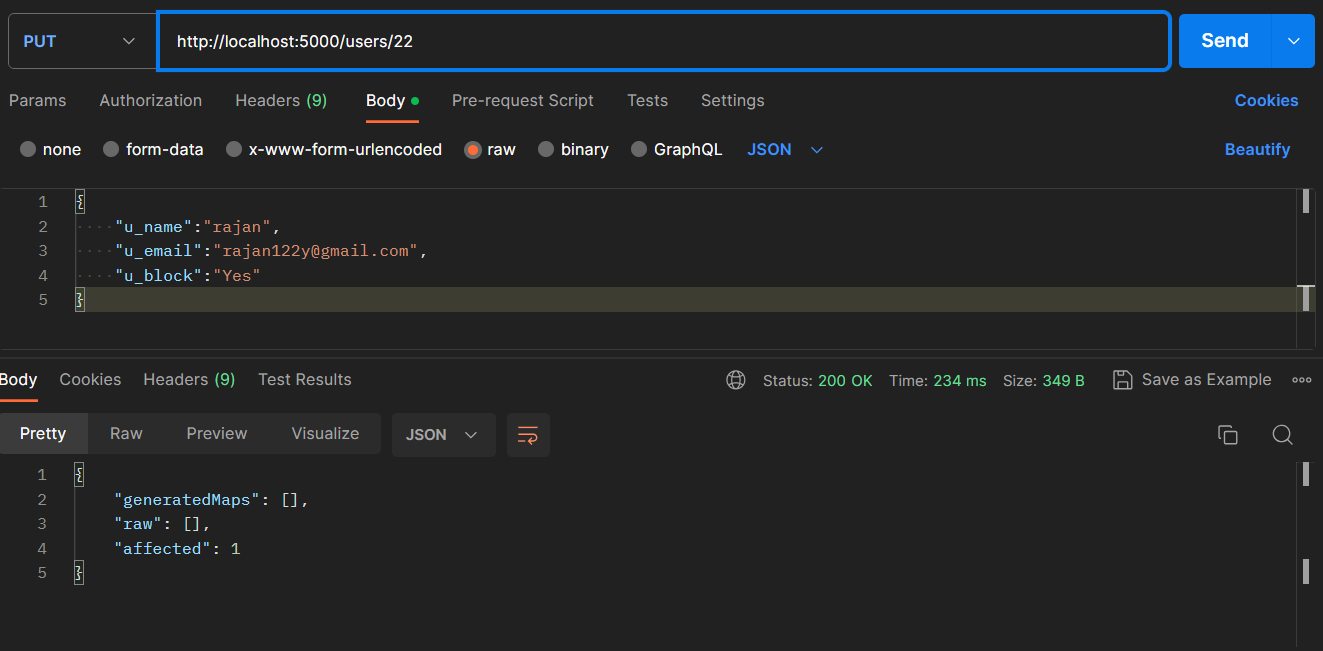 PUT http://localhost:5000/users/22 Send
Params Authorization Headers (9) Body Pre-request Script Tests Settings Cookies
none form-data x-www-form-urlencoded raw binary GraphQL JSON Beautify
1 {
2 ····"u_name":"rajan",
3 ····"u_email":"rajan122y@gmail.com",
4 ····"u_block":"Yes"
5 }
Body Cookies Headers (9) Test Results Status: 200 OK Time: 234 ms Size: 349 B Save as Example
Pretty Raw Preview Visualize JSON
1 {
2 "generatedMaps": [],
3 "raw": [],
4 "affected": 1
5 }